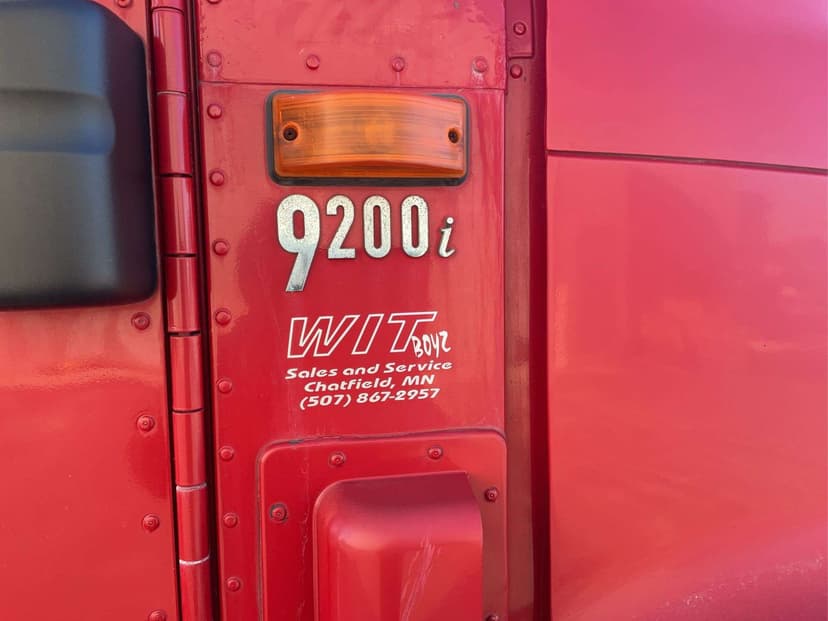 9200i
WIT BOYZ
Sales and Service
Chatfield, MN
(507) 867-2957